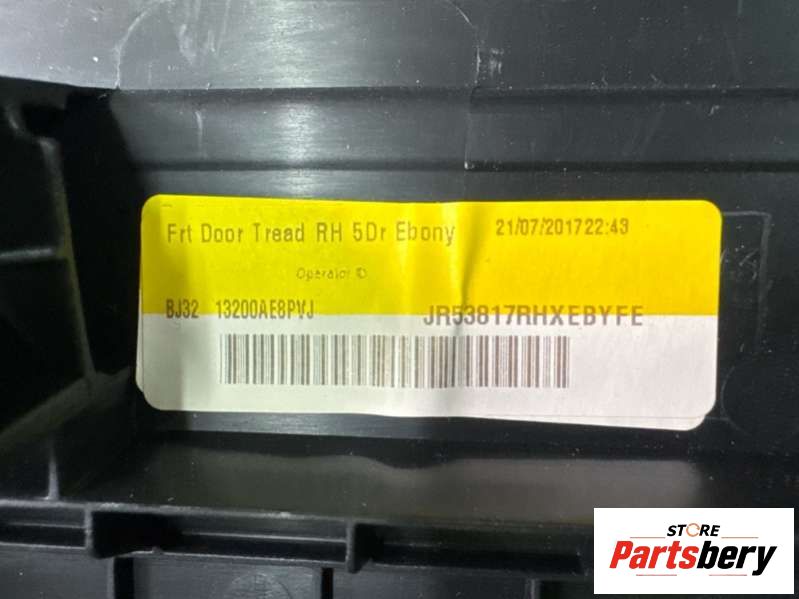 Frt Door Tread RH 5Dr Ebony 21/07/2017 22:43
Operator ID
BJ32 13200AE8PVJ JR53817RHXEBYFE
STORE
Partsbery